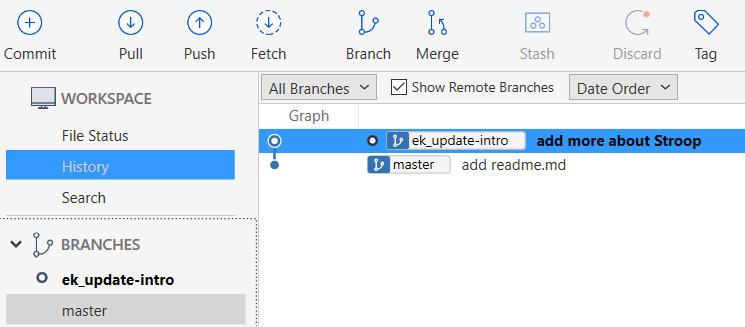 Commit Pull Push Fetch Branch Merge Stash Discard Tag
WORKSPACE
File Status
History
Search
BRANCHES
ek_update-intro
master
All Branches Show Remote Branches Date Order
Graph
ek_update-intro add more about Stroop
master add readme.md